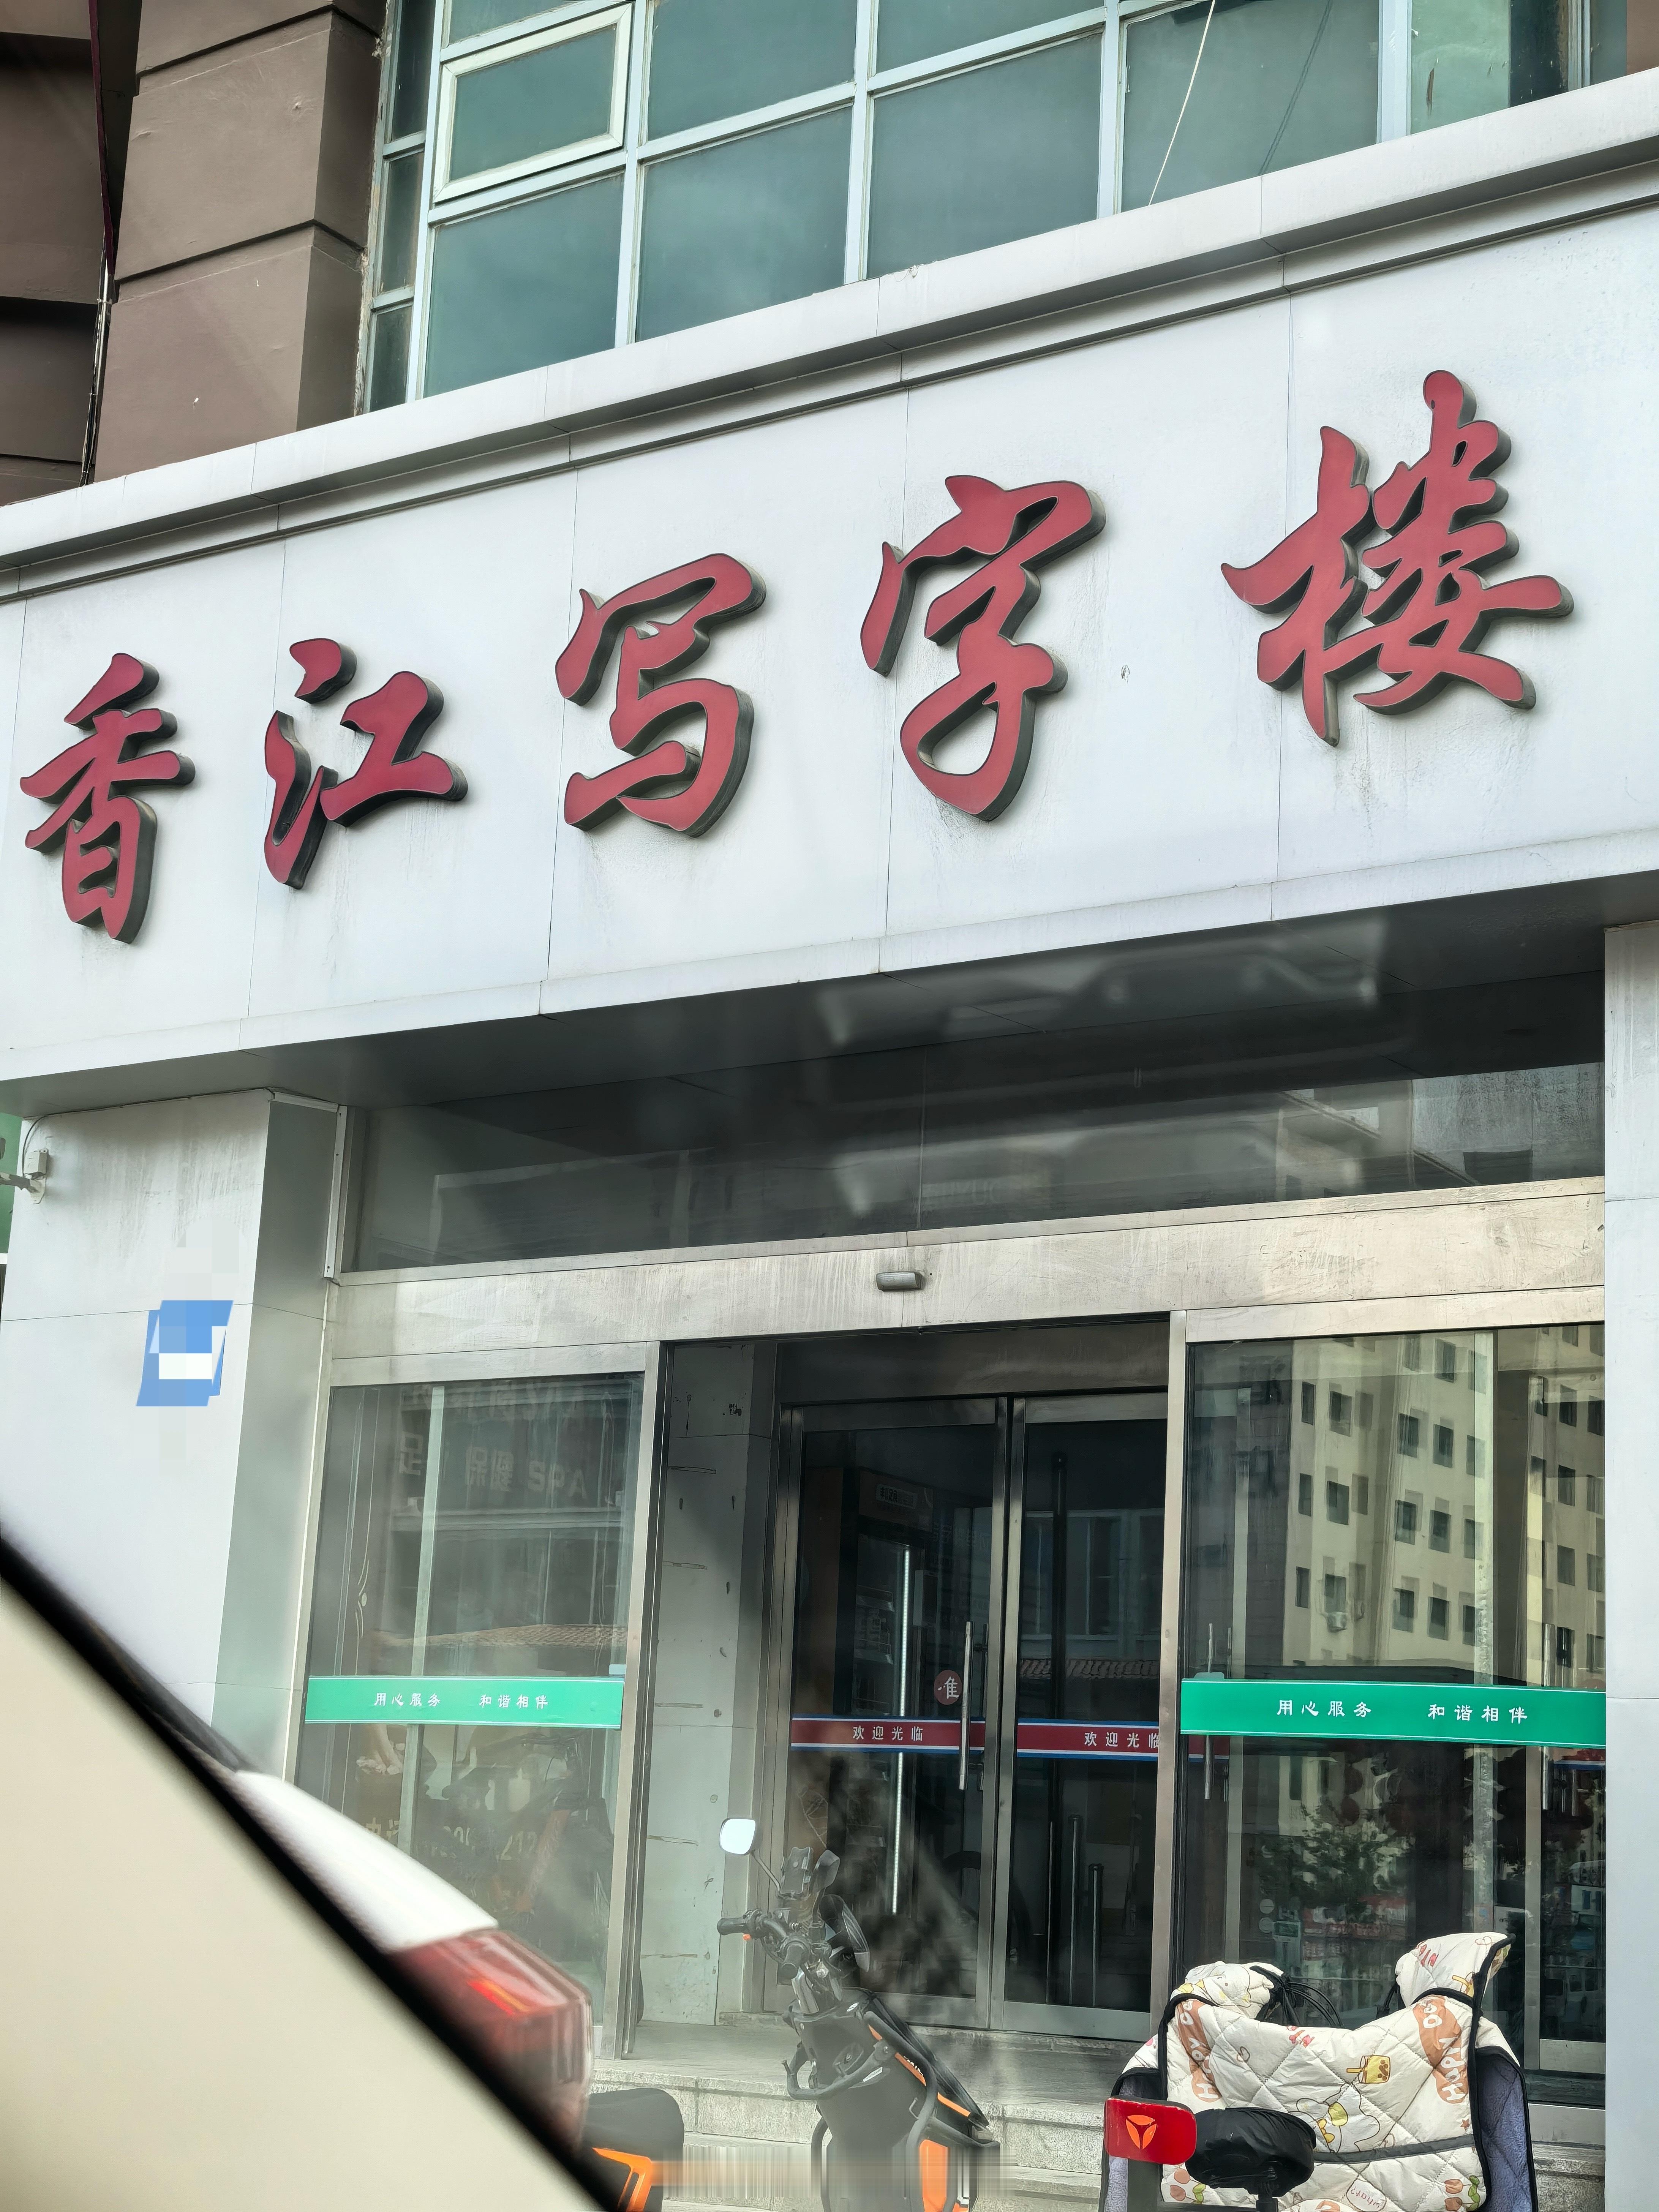 香江写字楼
保健 SPA
用心服务 和谐相伴
欢迎光临
欢迎光临
用心服务 和谐相伴